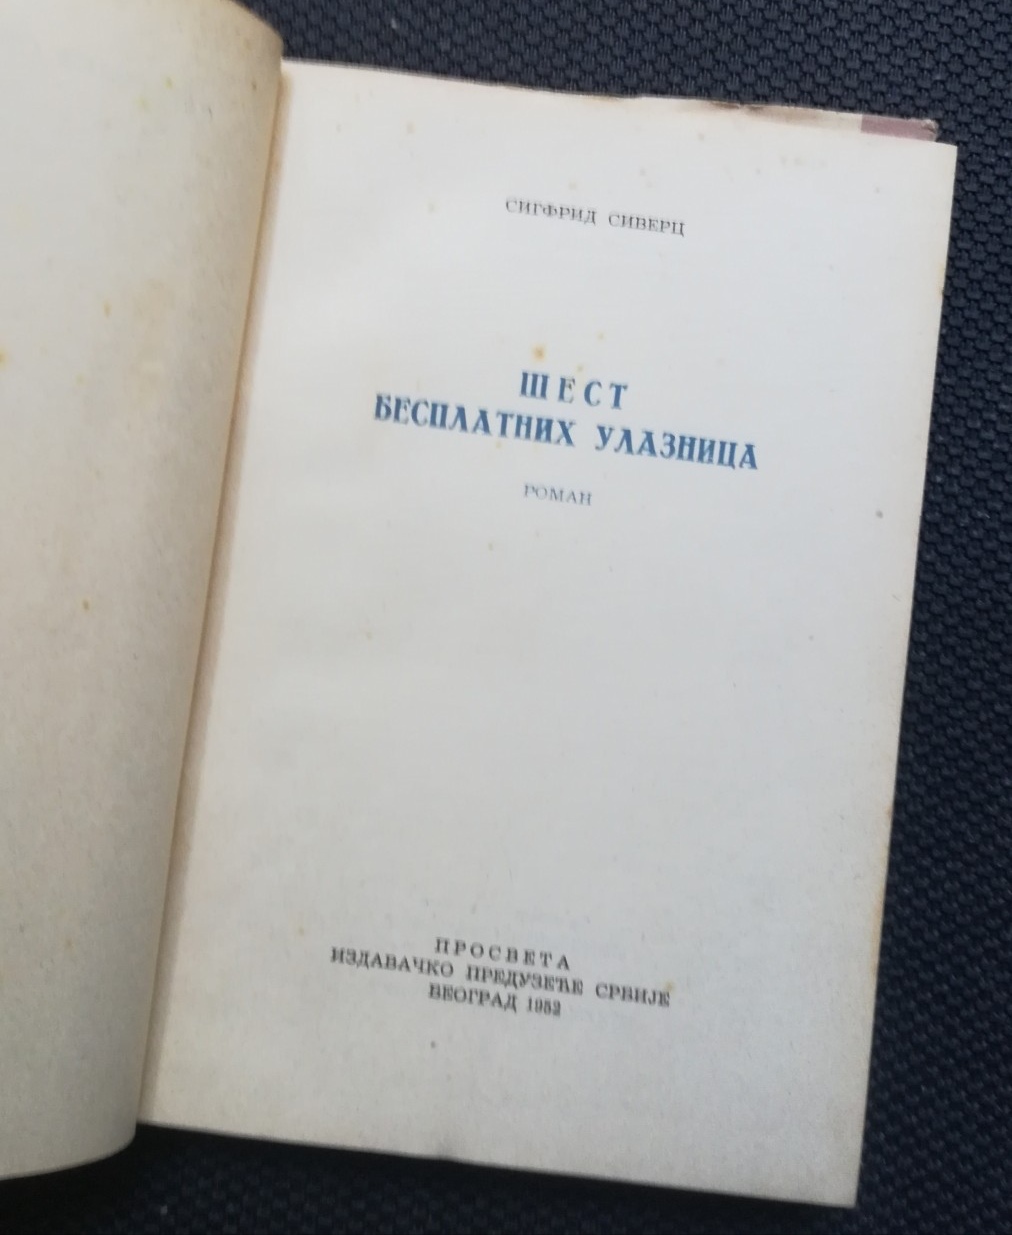 СИГФРИД СИВЕРЦ
ШЕСТ
БЕСПЛАТНИХ УЛАЗНИЦА
РОМАН
ПРОСВЕТА
ИЗДАВАЧКО ПРЕДУЗЕЋЕ СРБИЈЕ
БЕОГРАД 1952